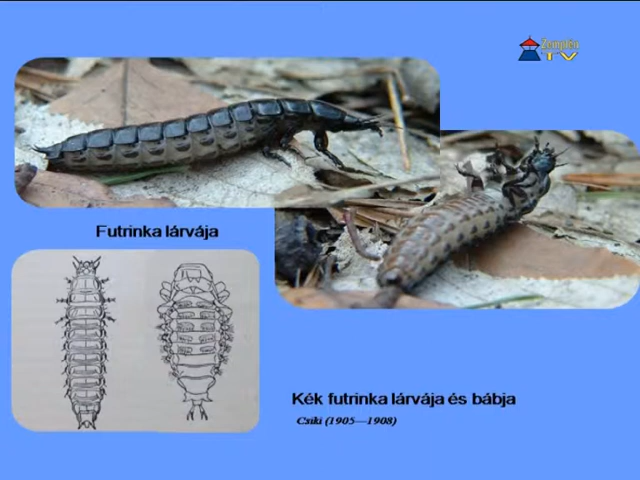 Zemplén
TV
Futrinka lárvája
Kék futrinka lárvája és bábja
Csiki (1905—1908)